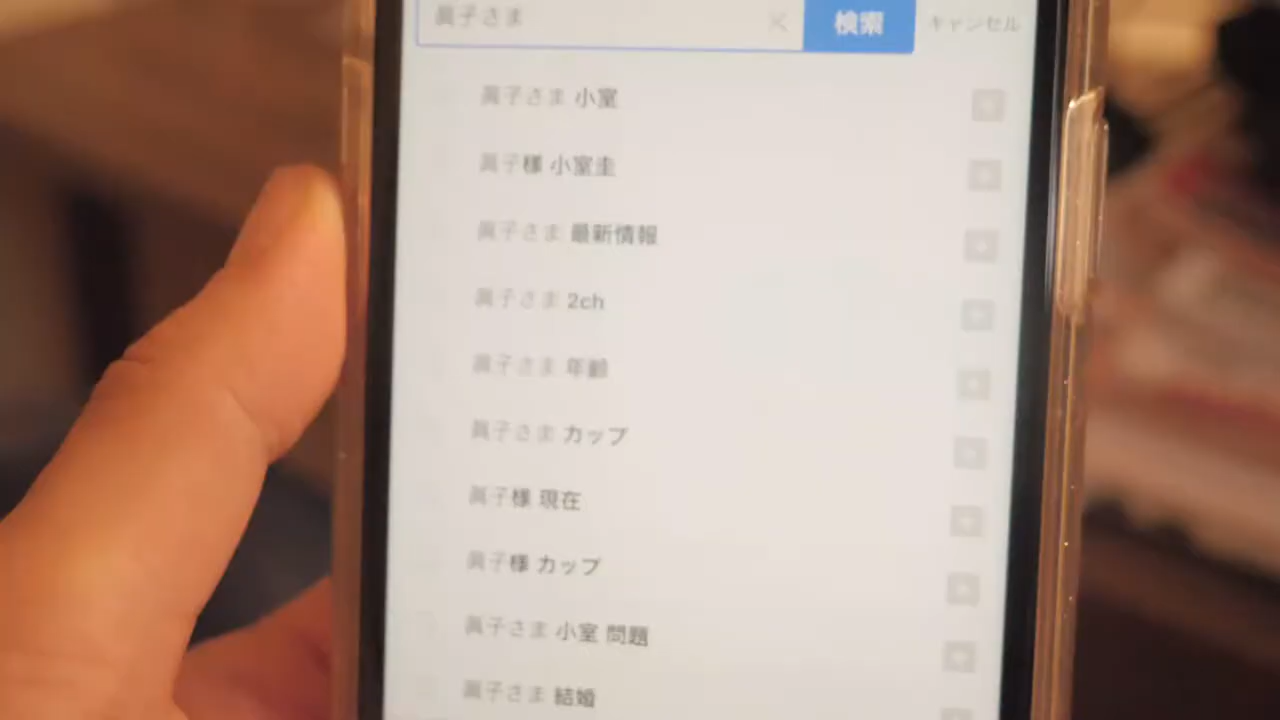 眞子さま 検索 キャンセル
眞子さま 小室
眞子様 小室圭
眞子さま 最新情報
眞子さま 2ch
眞子さま 年齢
眞子さま カップ
眞子様 現在
眞子様 カップ
眞子さま 小室 問題
眞子さま 結婚